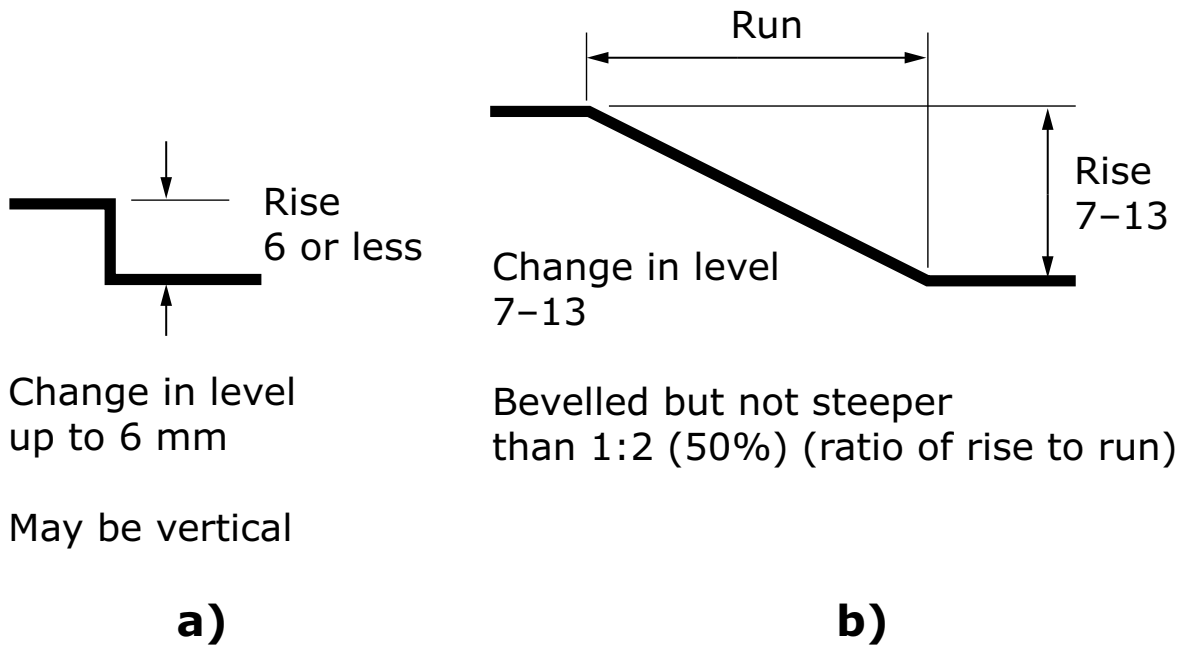 Run
Rise
7–13
Rise
6 or less
Change in level
7–13
Change in level
up to 6 mm
Bevelled but not steeper
than 1:2 (50%) (ratio of rise to run)
May be vertical
a)
b)